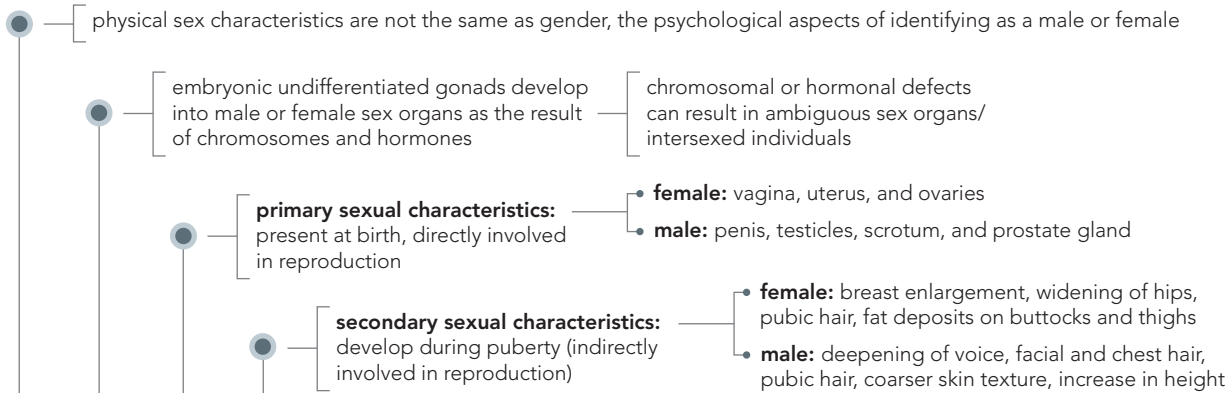 physical sex characteristics are not the same as gender, the psychological aspects of identifying as a male or female
embryonic undifferentiated gonads develop
into male or female sex organs as the result
of chromosomes and hormones
chromosomal or hormonal defects
can result in ambiguous sex organs/
intersexed individuals
primary sexual characteristics:
present at birth, directly involved
in reproduction
female: vagina, uterus, and ovaries
male: penis, testicles, scrotum, and prostate gland
secondary sexual characteristics:
develop during puberty (indirectly
involved in reproduction)
female: breast enlargement, widening of hips,
pubic hair, fat deposits on buttocks and thighs
male: deepening of voice, facial and chest hair,
pubic hair, coarser skin texture, increase in height